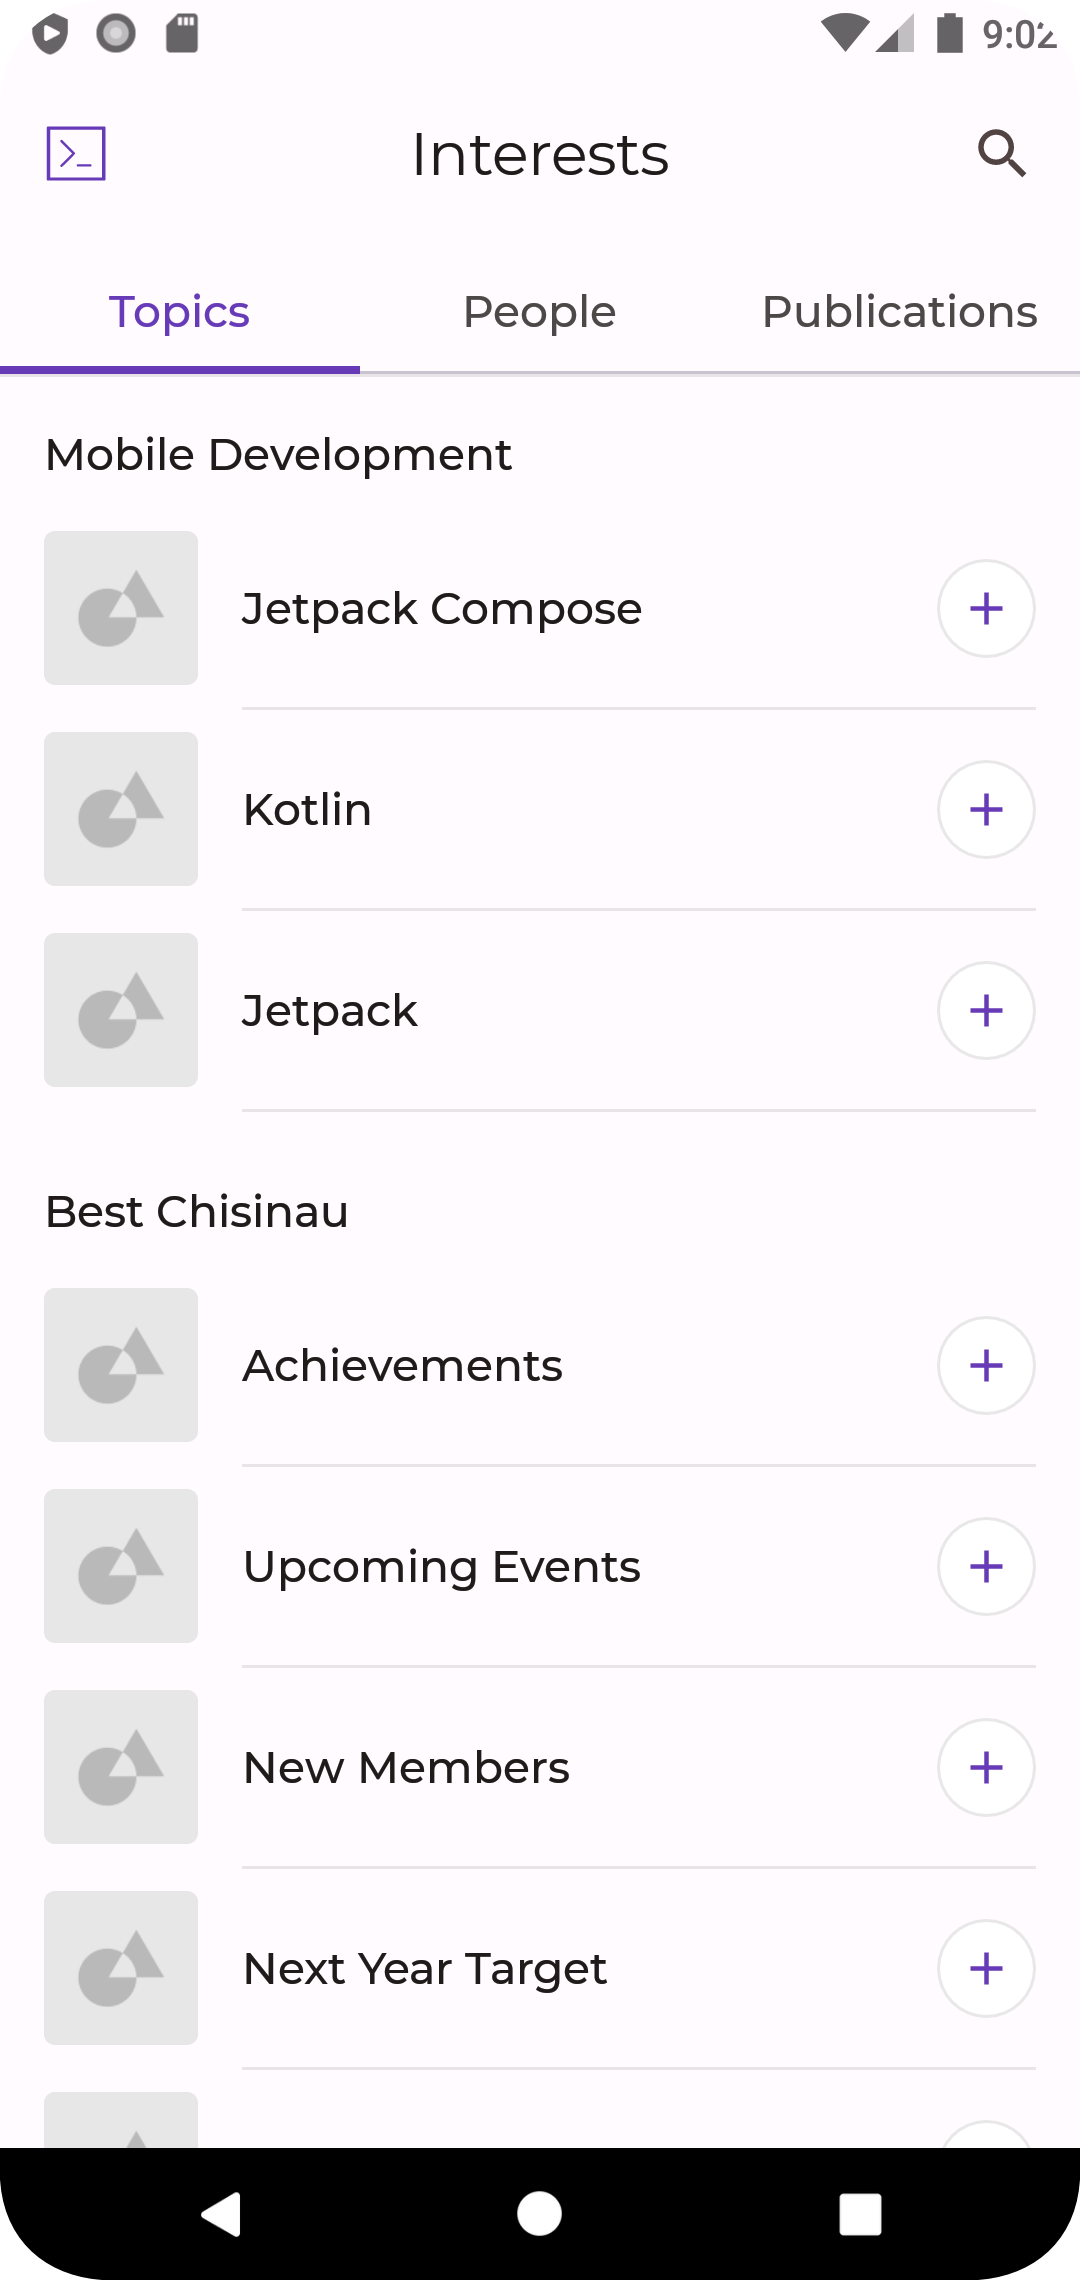 9:02
Interests
Topics People Publications
Mobile Development
Jetpack Compose
Kotlin
Jetpack
Best Chisinau
Achievements
Upcoming Events
New Members
Next Year Target